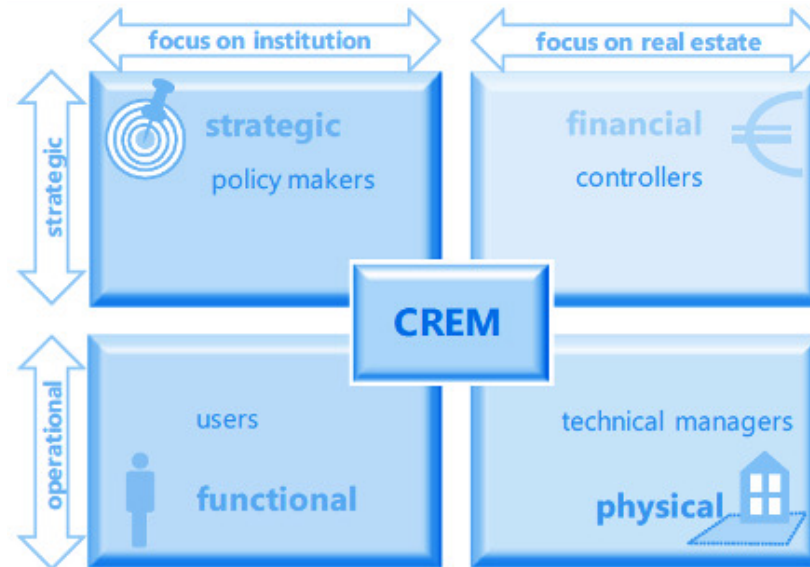 focus on institution
focus on real estate
strategic
strategic
policy makers
financial
controllers
CREM
operational
users
functional
technical managers
physical